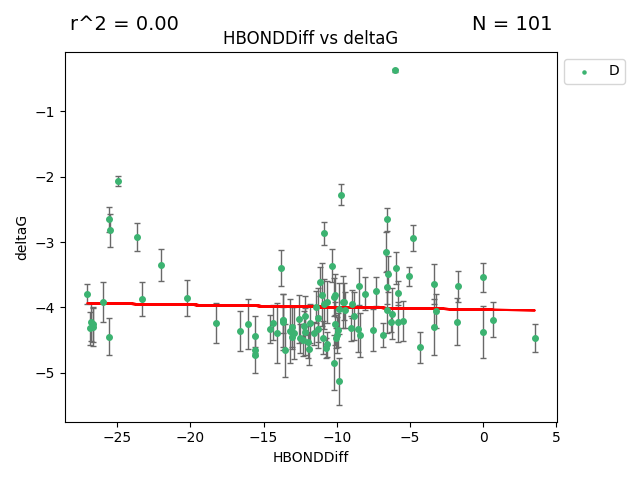 r^2 = 0.00
N = 101
HBONDDiff vs deltaG
D
deltaG
−1
−2
−3
−4
−5
−25
−20
−15
−10
−5
0
5
HBONDDiff